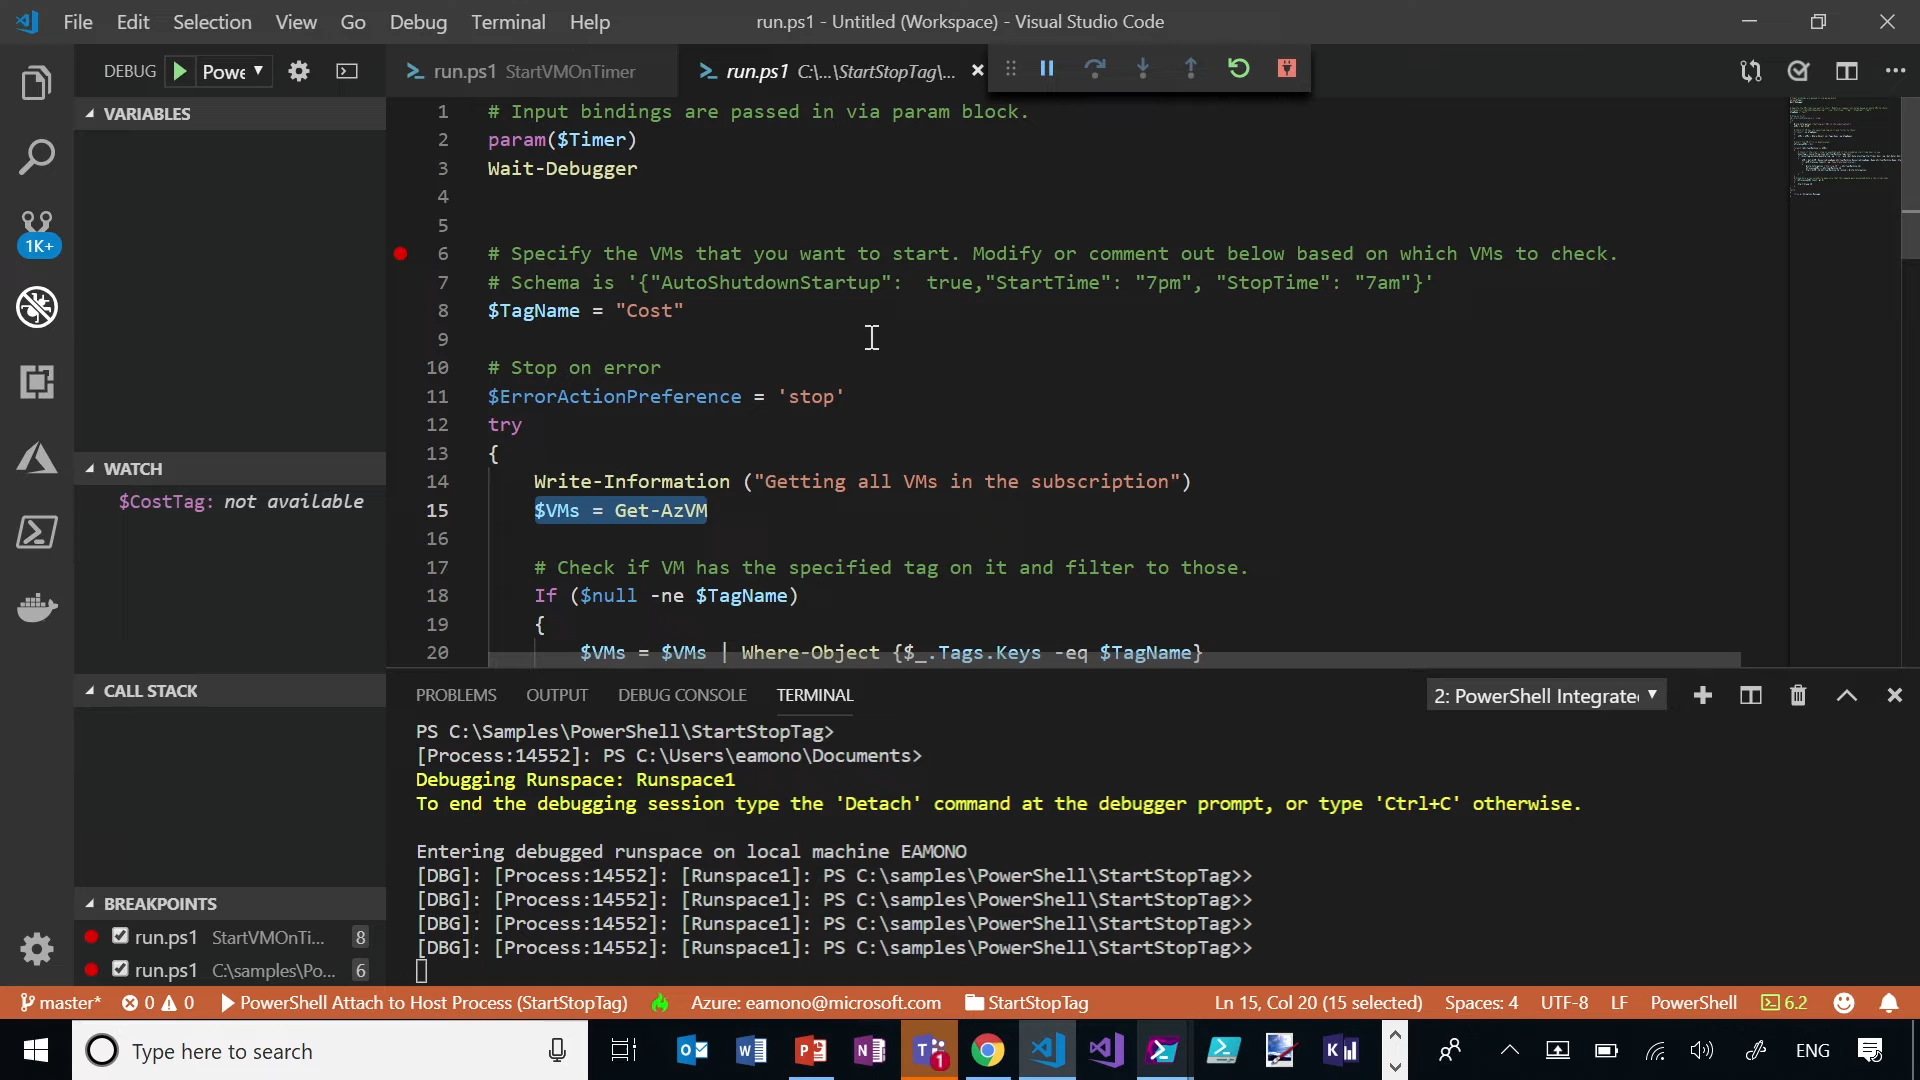 File Edit Selection View Go Debug Terminal Help
run.ps1 - Untitled (Workspace) - Visual Studio Code
DEBUG Powe
run.ps1 StartVMOnTimer
run.ps1 C:\...\StartStopTag\...
VARIABLES
WATCH
$CostTag: not available
CALL STACK
BREAKPOINTS
run.ps1 StartVMOnTi... 8
run.ps1 C:\samples\Po... 6
1K+
1 # Input bindings are passed in via param block.
2 param($Timer)
3 Wait-Debugger
4
5
6 # Specify the VMs that you want to start. Modify or comment out below based on which VMs to check.
7 # Schema is '{"AutoShutdownStartup":  true,"StartTime": "7pm", "StopTime": "7am"}'
8 $TagName = "Cost"
9
10 # Stop on error
11 $ErrorActionPreference = 'stop'
12 try
13 {
14 Write-Information ("Getting all VMs in the subscription")
15 $VMs = Get-AzVM
16
17 # Check if VM has the specified tag on it and filter to those.
18 If ($null -ne $TagName)
19 {
20 $VMs = $VMs | Where-Object {$_.Tags.Keys -eq $TagName}
PROBLEMS OUTPUT DEBUG CONSOLE TERMINAL
2: PowerShell Integrate
PS C:\Samples\PowerShell\StartStopTag>
[Process:14552]: PS C:\Users\eamono\Documents>
Debugging Runspace: Runspace1
To end the debugging session type the 'Detach' command at the debugger prompt, or type 'Ctrl+C' otherwise.
Entering debugged runspace on local machine EAMONO
[DBG]: [Process:14552]: [Runspace1]: PS C:\samples\PowerShell\StartStopTag>>
[DBG]: [Process:14552]: [Runspace1]: PS C:\samples\PowerShell\StartStopTag>>
[DBG]: [Process:14552]: [Runspace1]: PS C:\samples\PowerShell\StartStopTag>>
[DBG]: [Process:14552]: [Runspace1]: PS C:\samples\PowerShell\StartStopTag>>
master* 0 0 PowerShell Attach to Host Process (StartStopTag) Azure: eamono@microsoft.com StartStopTag Ln 15, Col 20 (15 selected) Spaces: 4 UTF-8 LF PowerShell 6.2
Type here to search
ENG